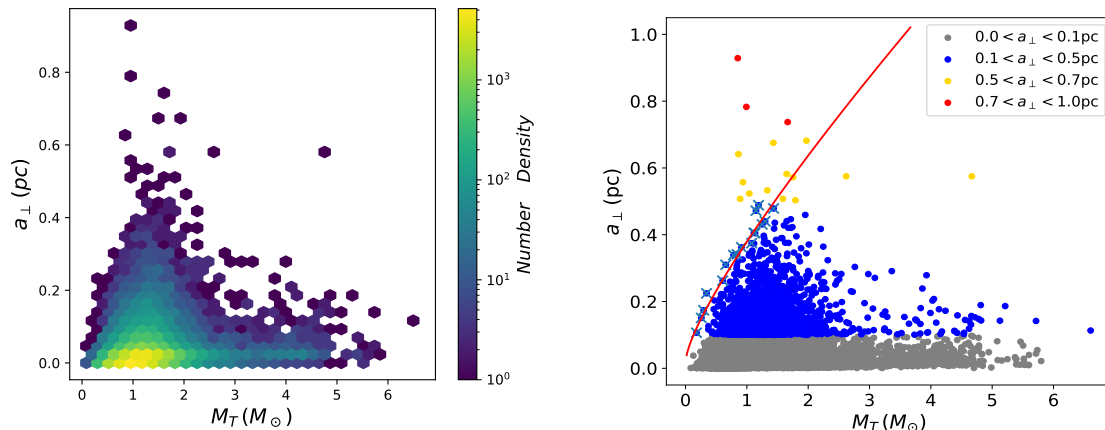 0.8
0.6
0.4
0.2
0.0
a⊥ (pc)
0 1 2 3 4 5 6
M_T (M_⊙)
10^3
10^2
10^1
10^0
Number Density
1.0
0.8
0.6
0.4
0.2
0.0
a⊥ (pc)
0.0 < a⊥ < 0.1pc
0.1 < a⊥ < 0.5pc
0.5 < a⊥ < 0.7pc
0.7 < a⊥ < 1.0pc
0 1 2 3 4 5 6
M_T (M_⊙)